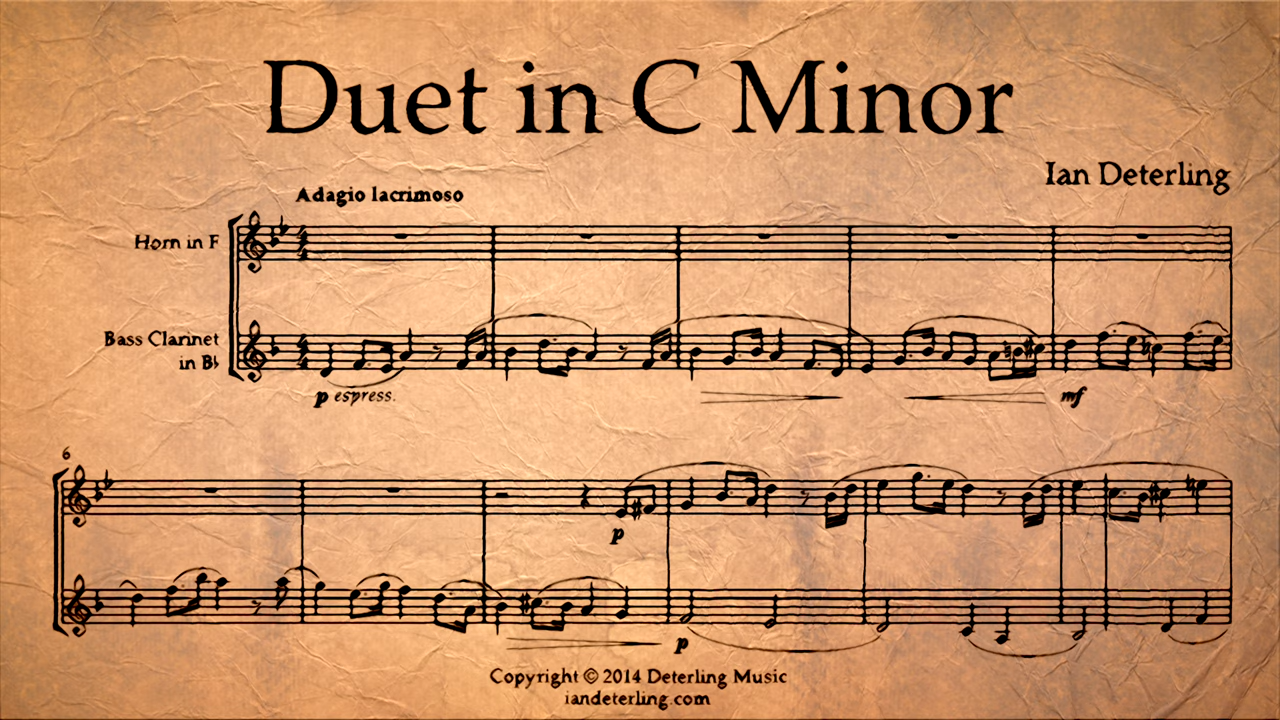 Duet in C Minor
Ian Deterling
Adagio lacrimoso
Horn in F
Bass Clarinet
in B♭
p espress.
mf
6
p
p
Copyright © 2014 Deterling Music
iandeterling.com